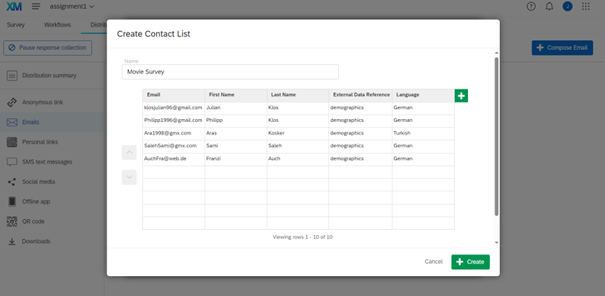 XM assignment1
Survey Workflows Distri
Pause response collection
Compose Email
Distribution summary
Anonymous link
Emails
Personal links
SMS text messages
Social media
Offline app
QR code
Downloads
Create Contact List
Name
Movie Survey
Email First Name Last Name External Data Reference Language
klosjulian96@gmail.com Julian Klos demographics German
Philipp1996@gmail.com Philipp Klos demographics German
Ara1998@gmx.com Aras Kosker demographics Turkish
SalehSami@gmx.com Sami Saleh demographics German
AuchFra@web.de Franzi Auch demographics German
Viewing rows 1 - 10 of 10
Cancel
Create